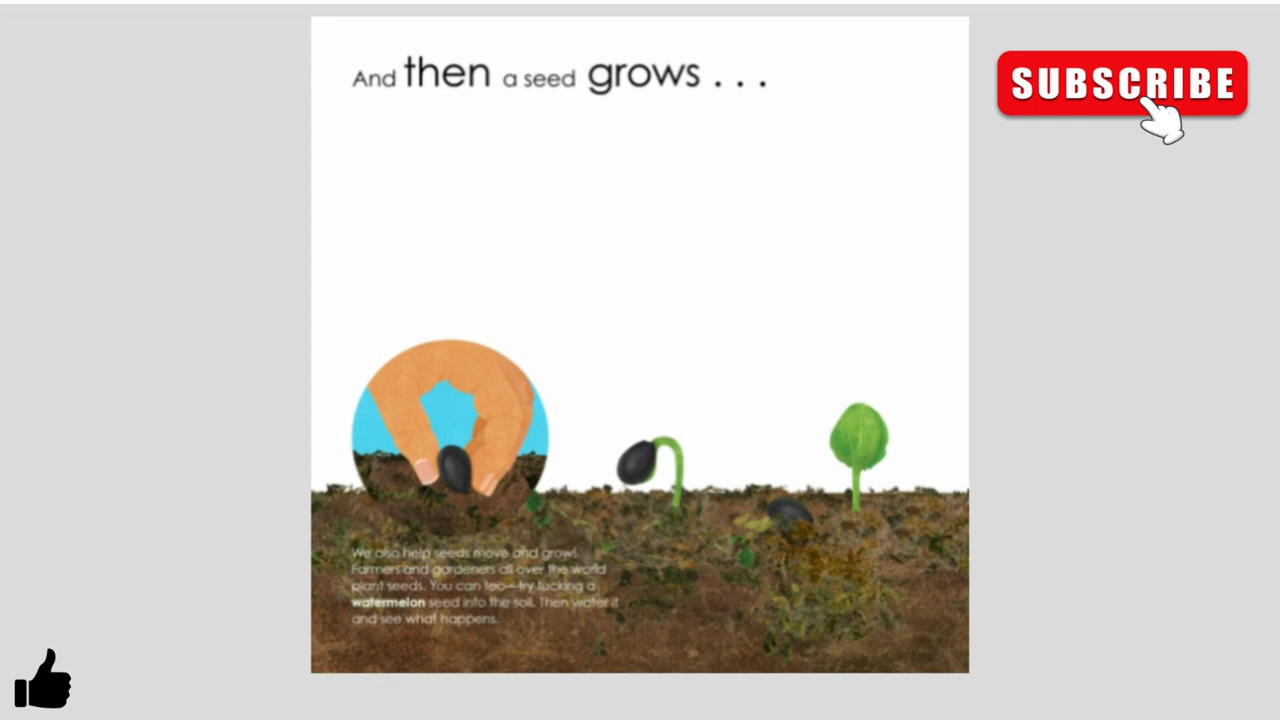 And then a seed grows . . .
SUBSCRIBE
We also help seeds move and grow!
Farmers and gardeners all over the world
plant seeds. You can too—try tucking a
watermelon seed into the soil. Then water it
and see what happens.